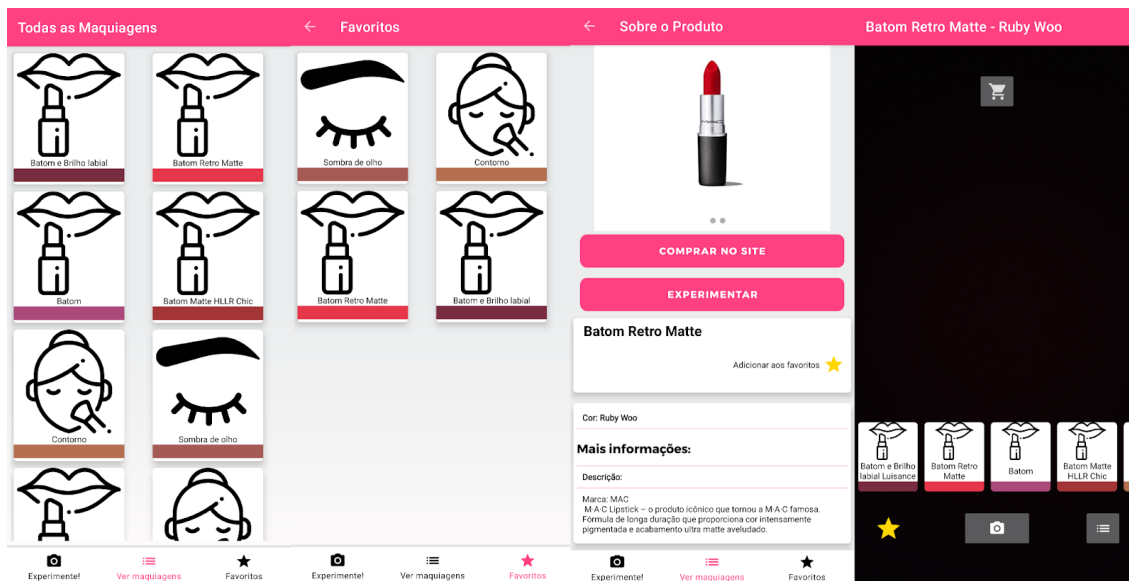 Todas as Maquiagens
Batom e Brilho labial
Batom Retro Matte
Batom
Batom Matte HLLR Chic
Contorno
Sombra de olho
Experimente!
Ver maquiagens
Favoritos
Favoritos
Sombra de olho
Contorno
Batom Retro Matte
Batom e Brilho labial
Experimente!
Ver maquiagens
Favoritos
Sobre o Produto
MAC
COMPRAR NO SITE
EXPERIMENTAR
Batom Retro Matte
Adicionar aos favoritos
Cor: Ruby Woo
Mais informações:
Descrição:
Marca: MAC
M·A·C Lipstick – o produto icônico que tornou a M·A·C famosa.
Fórmula de longa duração que proporciona cor intensamente
pigmentada e acabamento ultra matte aveludado.
Experimente!
Ver maquiagens
Favoritos
Batom Retro Matte - Ruby Woo
Batom e Brilho
labial Luisance
Batom Retro
Matte
Batom
Batom Matte
HLLR Chic